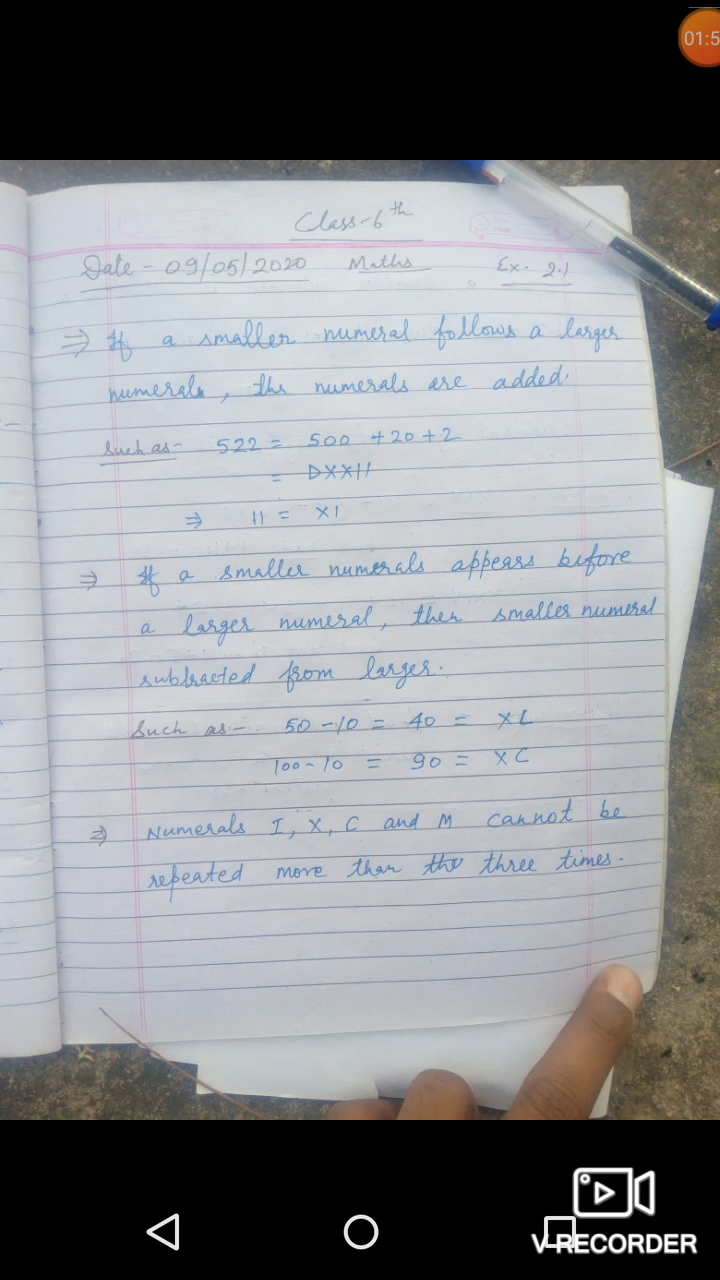 01:5
Class-6th
Date - 09/05/2020 Maths Ex. 2.1
⇒ If a smaller numeral follows a larger
numerals, the numerals are added.
Such as- 522 = 500 + 20 + 2
= DXXII
⇒ 11 = XI
⇒ If a smaller numerals appears before
a larger numeral, then smaller numeral
subtracted from larger.
Such as- 50 - 10 = 40 = XL
100 - 10 = 90 = XC
⇒ Numerals I, X, C and M cannot be
repeated more than the three times.
V RECORDER